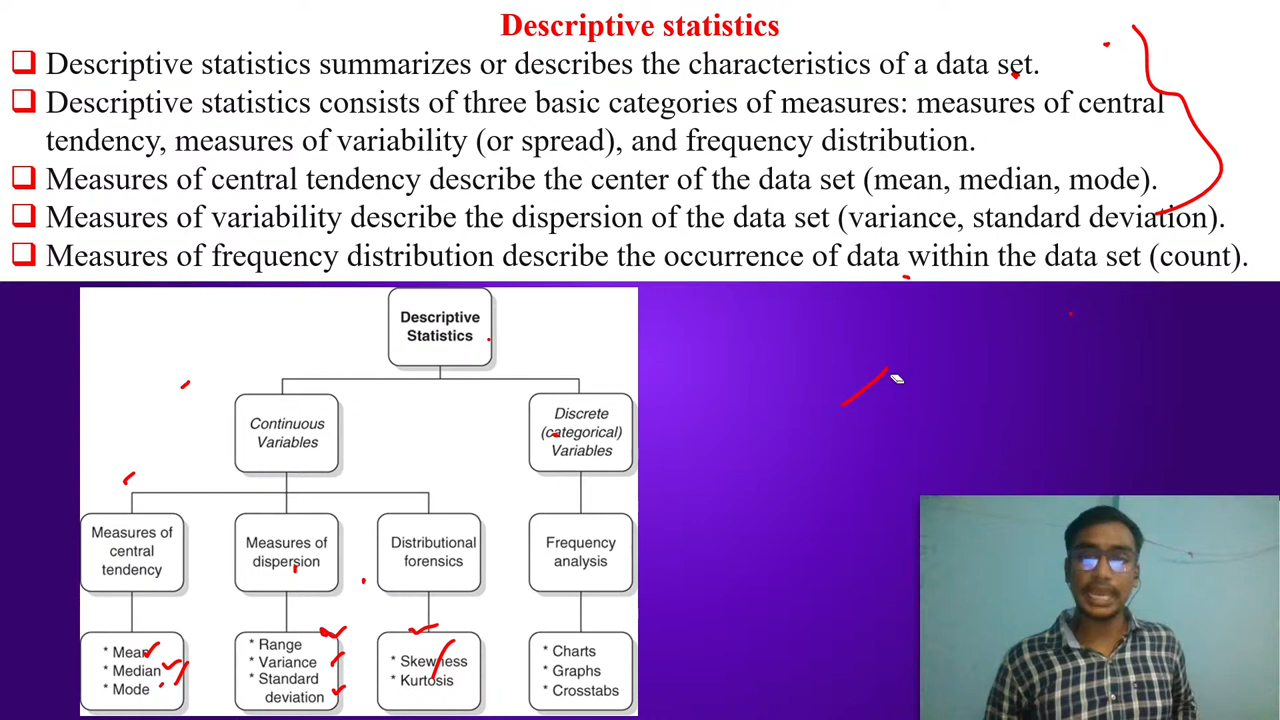 Descriptive statistics
Descriptive statistics summarizes or describes the characteristics of a data set.
Descriptive statistics consists of three basic categories of measures: measures of central
tendency, measures of variability (or spread), and frequency distribution.
Measures of central tendency describe the center of the data set (mean, median, mode).
Measures of variability describe the dispersion of the data set (variance, standard deviation).
Measures of frequency distribution describe the occurrence of data within the data set (count).
Descriptive
Statistics
Continuous
Variables
Discrete
(categorical)
Variables
Measures of
central
tendency
Measures of
dispersion
Distributional
forensics
Frequency
analysis
* Mean
* Median
* Mode
* Range
* Variance
* Standard
deviation
* Skewness
* Kurtosis
* Charts
* Graphs
* Crosstabs